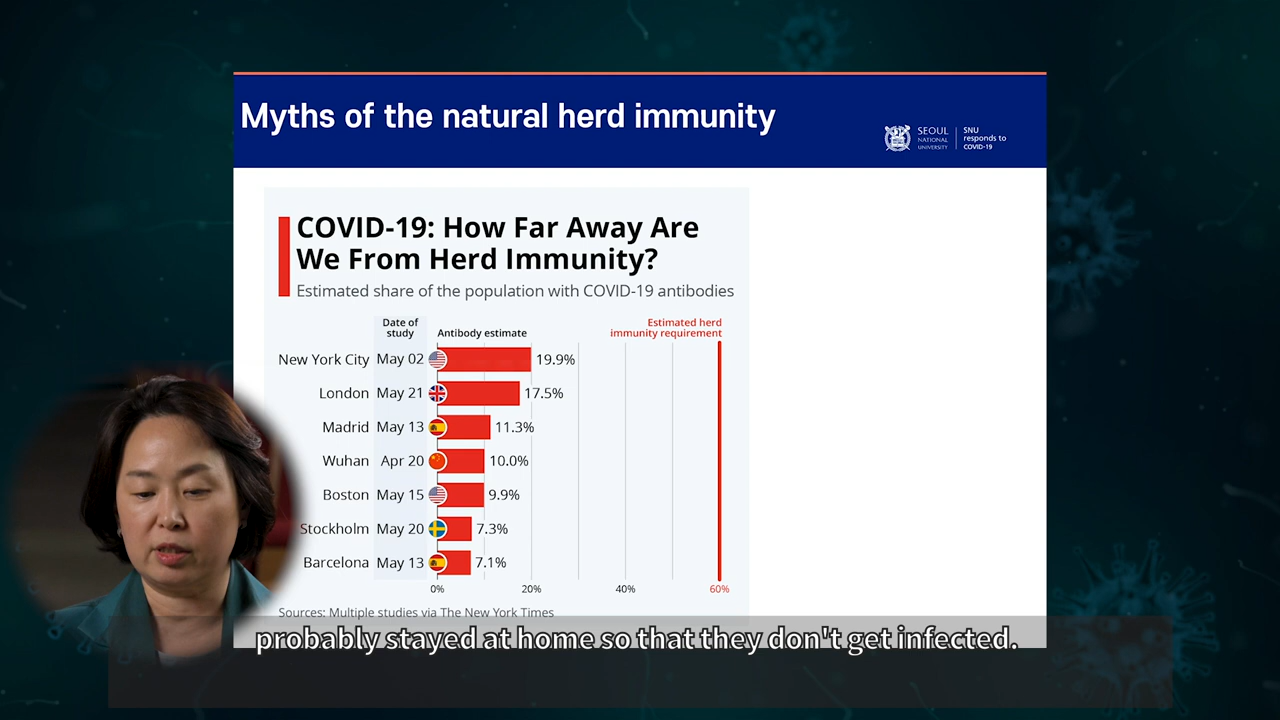 Myths of the natural herd immunity
SEOUL
NATIONAL
UNIVERSITY
SNU
responds to
COVID-19
COVID-19: How Far Away Are
We From Herd Immunity?
Estimated share of the population with COVID-19 antibodies
Date of
study
Antibody estimate
Estimated herd
immunity requirement
New York City May 02 19.9%
London May 21 17.5%
Madrid May 13 11.3%
Wuhan Apr 20 10.0%
Boston May 15 9.9%
Stockholm May 20 7.3%
Barcelona May 13 7.1%
0% 20% 40% 60%
Sources: Multiple studies via The New York Times
probably stayed at home so that they don't get infected.